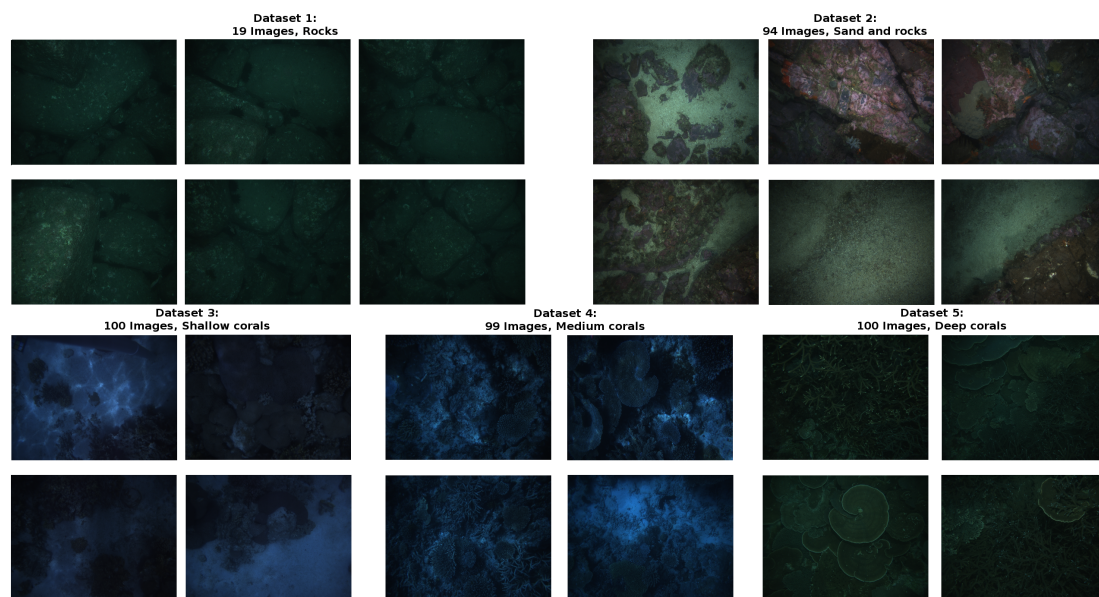 Dataset 1:
19 Images, Rocks
Dataset 2:
94 Images, Sand and rocks
Dataset 3:
100 Images, Shallow corals
Dataset 4:
99 Images, Medium corals
Dataset 5:
100 Images, Deep corals